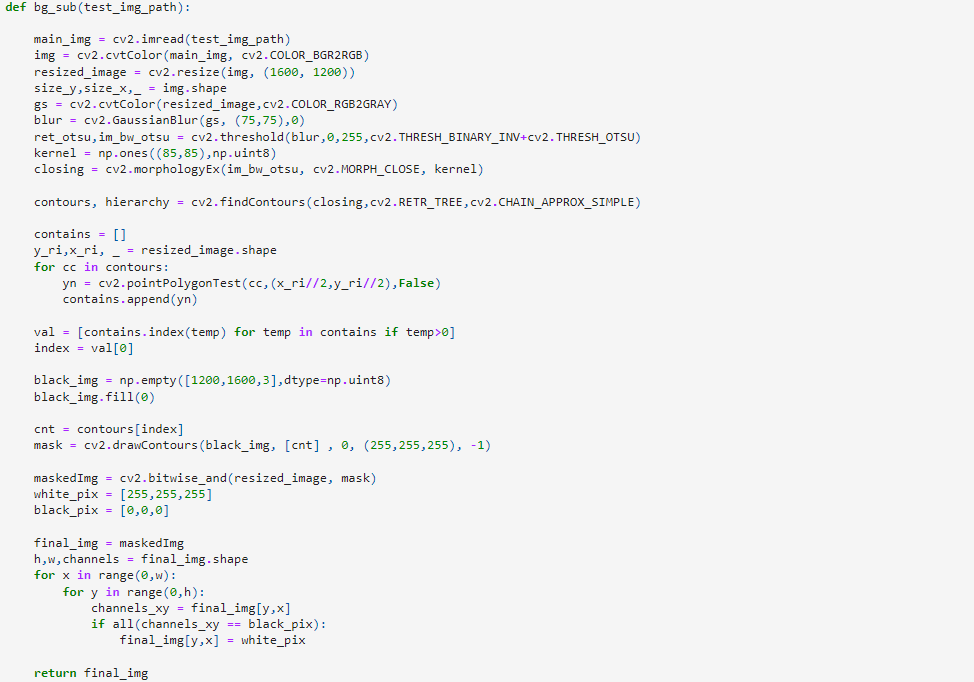 def bg_sub(test_img_path):

    main_img = cv2.imread(test_img_path)
    img = cv2.cvtColor(main_img, cv2.COLOR_BGR2RGB)
    resized_image = cv2.resize(img, (1600, 1200))
    size_y,size_x,_ = img.shape
    gs = cv2.cvtColor(resized_image,cv2.COLOR_RGB2GRAY)
    blur = cv2.GaussianBlur(gs, (75,75),0)
    ret_otsu,im_bw_otsu = cv2.threshold(blur,0,255,cv2.THRESH_BINARY_INV+cv2.THRESH_OTSU)
    kernel = np.ones((85,85),np.uint8)
    closing = cv2.morphologyEx(im_bw_otsu, cv2.MORPH_CLOSE, kernel)

    contours, hierarchy = cv2.findContours(closing,cv2.RETR_TREE,cv2.CHAIN_APPROX_SIMPLE)

    contains = []
    y_ri,x_ri, _ = resized_image.shape
    for cc in contours:
        yn = cv2.pointPolygonTest(cc,(x_ri//2,y_ri//2),False)
        contains.append(yn)

    val = [contains.index(temp) for temp in contains if temp>0]
    index = val[0]

    black_img = np.empty([1200,1600,3],dtype=np.uint8)
    black_img.fill(0)

    cnt = contours[index]
    mask = cv2.drawContours(black_img, [cnt] , 0, (255,255,255), -1)

    maskedImg = cv2.bitwise_and(resized_image, mask)
    white_pix = [255,255,255]
    black_pix = [0,0,0]

    final_img = maskedImg
    h,w,channels = final_img.shape
    for x in range(0,w):
        for y in range(0,h):
            channels_xy = final_img[y,x]
            if all(channels_xy == black_pix):
                final_img[y,x] = white_pix

    return final_img